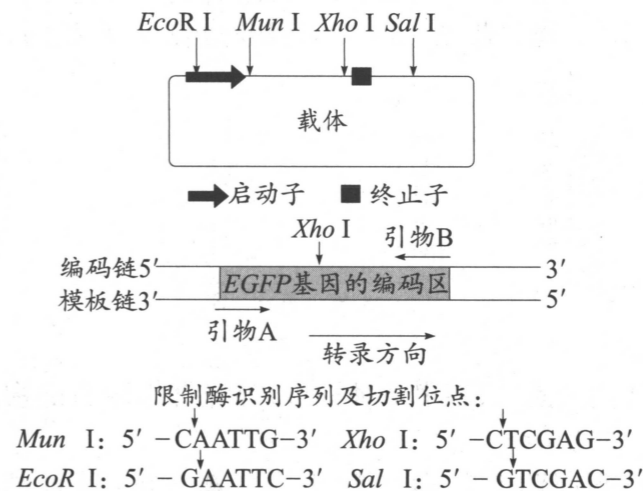 EcoR I Mun I Xho I Sal I
载体
启动子 终止子
Xho I
引物B
编码链5′ 3′
EGFP基因的编码区
模板链3′ 5′
引物A
转录方向
限制酶识别序列及切割位点：
Mun I: 5′ -CAATTG-3′ Xho I: 5′ -CTCGAG-3′
EcoR I: 5′ -GAATTC-3′ Sal I: 5′ -GTCGAC-3′